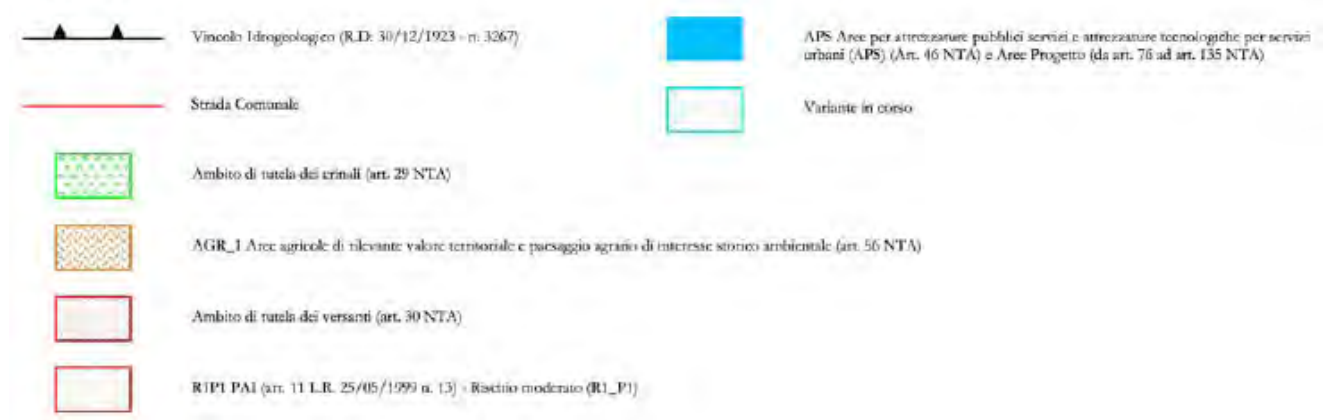 Vincolo Idrogeologico (R.D: 30/12/1923 - n: 3267)
Strada Comunale
Ambito di tutela dei crinali (art. 29 NTA)
AGR_1 Aree agricole di rilevante valore territoriale e paesaggio agrario di interesse storico ambientale (art. 56 NTA)
Ambito di tutela dei versanti (art. 30 NTA)
R1P1 PAI (art. 11 L.R. 25/05/1999 n. 13) - Rischio moderato (R1_P1)
APS Aree per attrezzature pubblici servizi e attrezzature tecnologiche per servizi
urbani (APS) (Art. 46 NTA) e Aree Progetto (da art. 76 ad art. 135 NTA)
Variante in corso